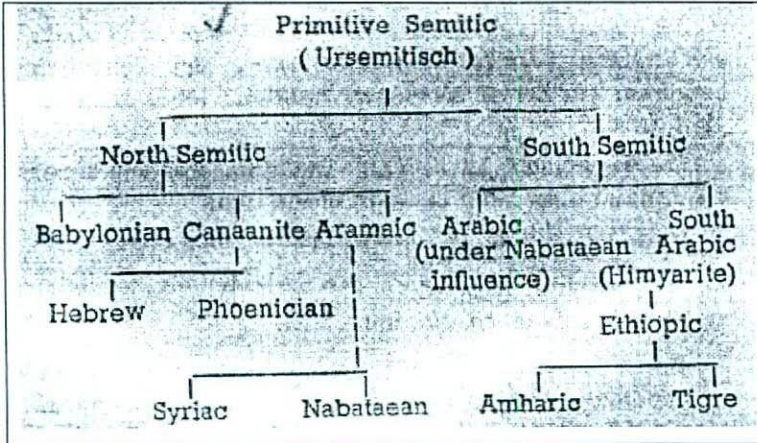 Primitive Semitic
( Ursemitisch )
North Semitic
South Semitic
Babylonian Canaanite Aramaic
Arabic
(under Nabataean
influence)
South
Arabic
(Himyarite)
Hebrew
Phoenician
Ethiopic
Syriac
Nabataean
Amharic
Tigre